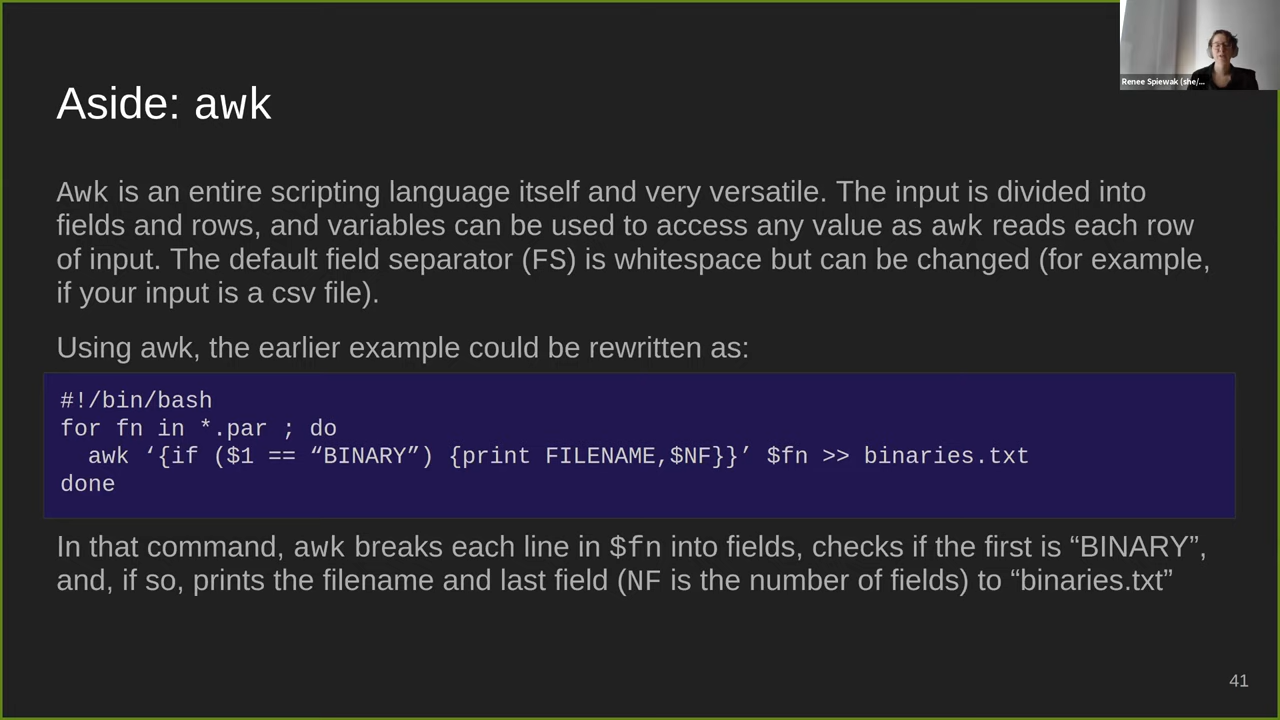 Renee Spiewak (she/...
Aside: awk
Awk is an entire scripting language itself and very versatile. The input is divided into
fields and rows, and variables can be used to access any value as awk reads each row
of input. The default field separator (FS) is whitespace but can be changed (for example,
if your input is a csv file).
Using awk, the earlier example could be rewritten as:
#!/bin/bash
for fn in *.par ; do
  awk ‘{if ($1 == “BINARY”) {print FILENAME,$NF}}’ $fn >> binaries.txt
done
In that command, awk breaks each line in $fn into fields, checks if the first is “BINARY”,
and, if so, prints the filename and last field (NF is the number of fields) to “binaries.txt”
41